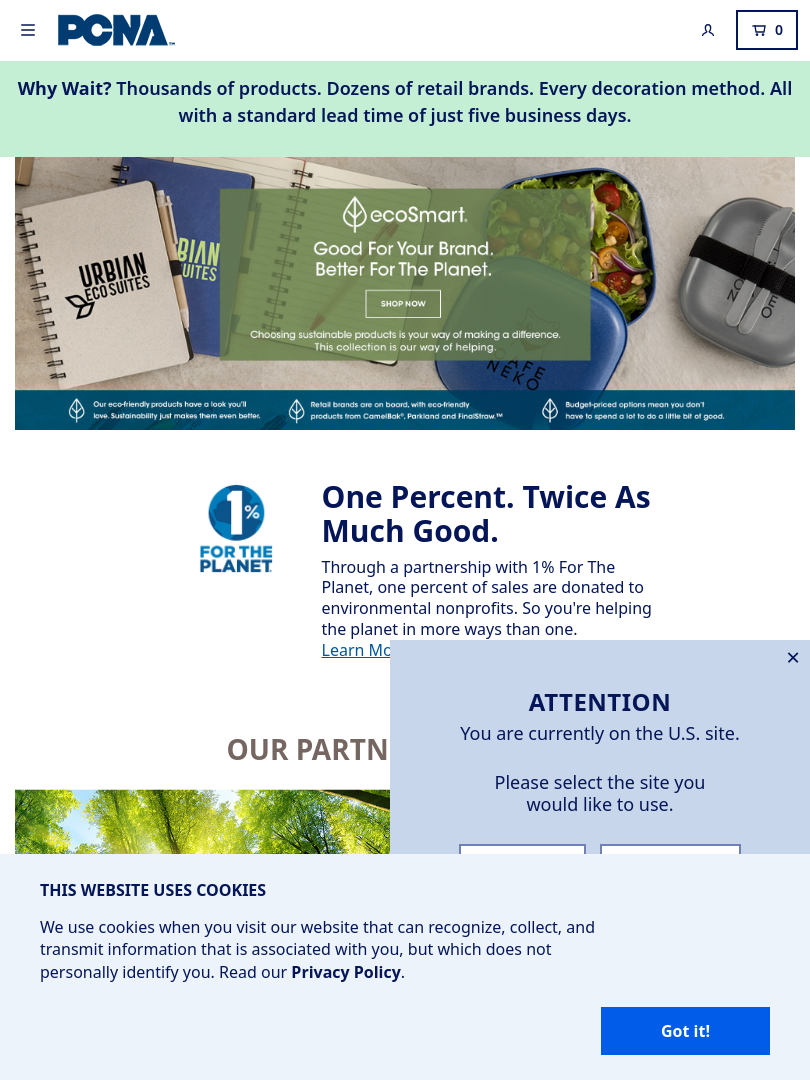 PCNA
0
Why Wait? Thousands of products. Dozens of retail brands. Every decoration method. All
with a standard lead time of just five business days.
URBIAN
ECO SUITES
ecoSmart
Good For Your Brand.
Better For The Planet.
SHOP NOW
Choosing sustainable products is your way of making a difference.
This collection is our way of helping.
Our eco-friendly products have a look you'll
love. Sustainability just makes them even better.
Retail brands are on board, with eco-friendly
products from CamelBak®, Parkland and FinalStraw.™
Budget-priced options mean you don't
have to spend a lot to do a little bit of good.
1%
FOR THE
PLANET
One Percent. Twice As
Much Good.
Through a partnership with 1% For The
Planet, one percent of sales are donated to
environmental nonprofits. So you're helping
the planet in more ways than one.
Learn Mo
OUR PARTN
ATTENTION
You are currently on the U.S. site.
Please select the site you
would like to use.
THIS WEBSITE USES COOKIES
We use cookies when you visit our website that can recognize, collect, and
transmit information that is associated with you, but which does not
personally identify you. Read our Privacy Policy.
Got it!